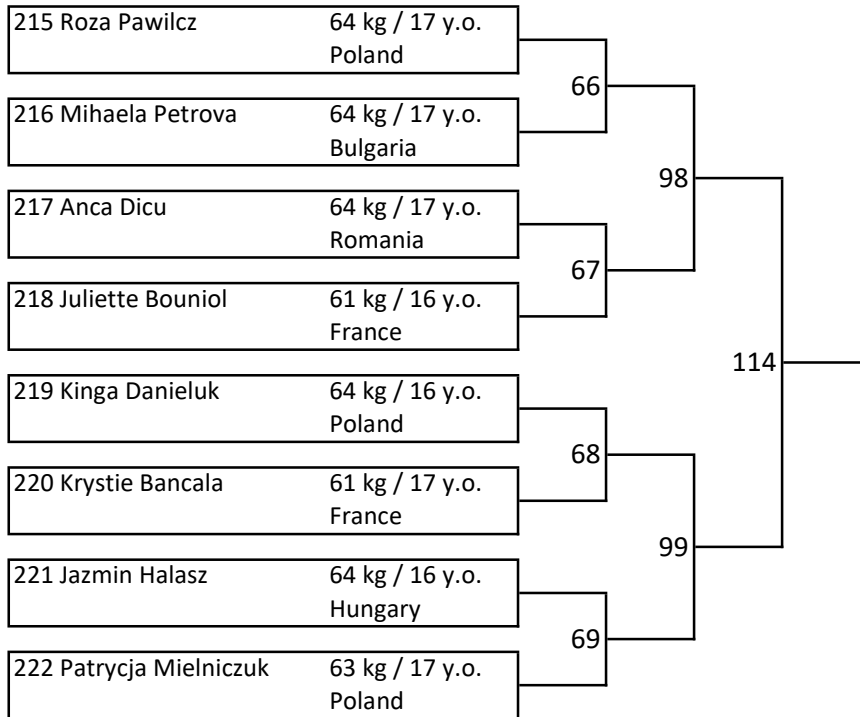 215 Roza Pawilcz 64 kg / 17 y.o.
Poland
66
216 Mihaela Petrova 64 kg / 17 y.o.
Bulgaria
98
217 Anca Dicu 64 kg / 17 y.o.
Romania
67
218 Juliette Bouniol 61 kg / 16 y.o.
France
114
219 Kinga Danieluk 64 kg / 16 y.o.
Poland
68
220 Krystie Bancala 61 kg / 17 y.o.
France
99
221 Jazmin Halasz 64 kg / 16 y.o.
Hungary
69
222 Patrycja Mielniczuk 63 kg / 17 y.o.
Poland